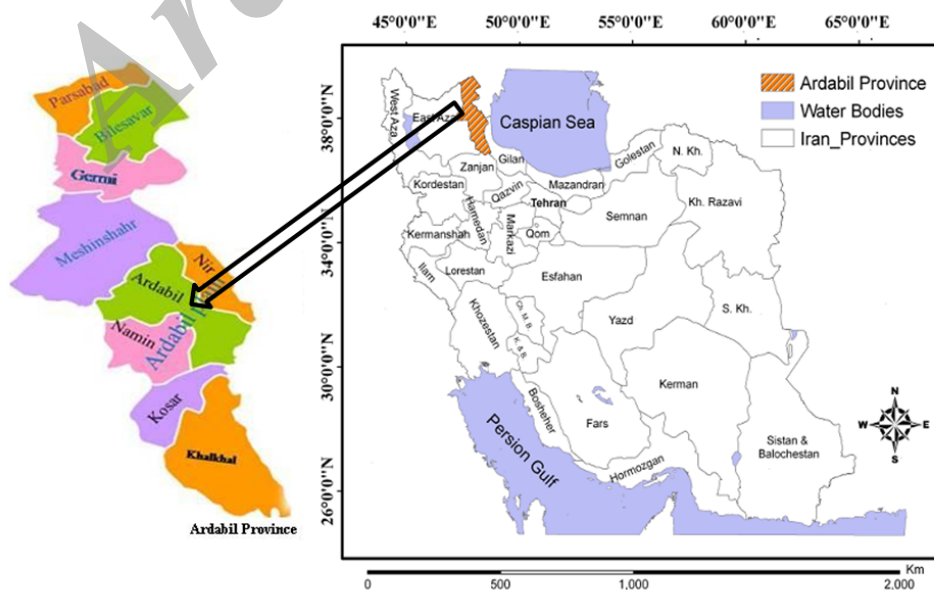 45°0'0"E
50°0'0"E
55°0'0"E
60°0'0"E
65°0'0"E
38°0'0"N
34°0'0"N
30°0'0"N
26°0'0"N
Parsabad
Bilesavar
Germi
Meshinshahr
Nir
Ardabil
Namin
Kosar
Khalkhal
Ardabil Province
Ardabil Province
Water Bodies
Iran_Provinces
West Aza
East Aza
Caspian Sea
Zanjan
Gilan
Golestan
N. Kh.
Kordestan
Qazvin
Mazandran
Tehran
Kh. Razavi
Hamedan
Markazi
Semnan
Kermanshah
Qom
Ilam
Lorestan
Esfahan
Khozestan
Ch. M. B.
K. & B.
Yazd
S. Kh.
Kerman
Bosheher
Fars
Persion Gulf
Hormozgan
Sistan &
Balochestan
N
W
E
S
0
500
1,000
2,000
Km